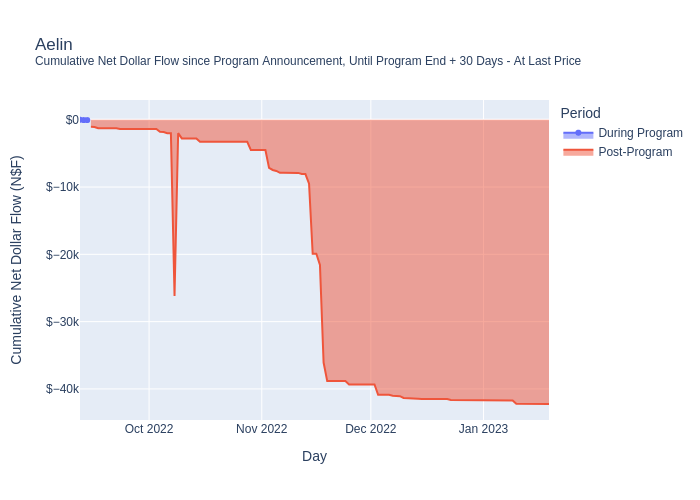 Aelin
Cumulative Net Dollar Flow since Program Announcement, Until Program End + 30 Days - At Last Price
Period
During Program
Post-Program
Cumulative Net Dollar Flow (N$F)
$0
$−10k
$−20k
$−30k
$−40k
Oct 2022
Nov 2022
Dec 2022
Jan 2023
Day